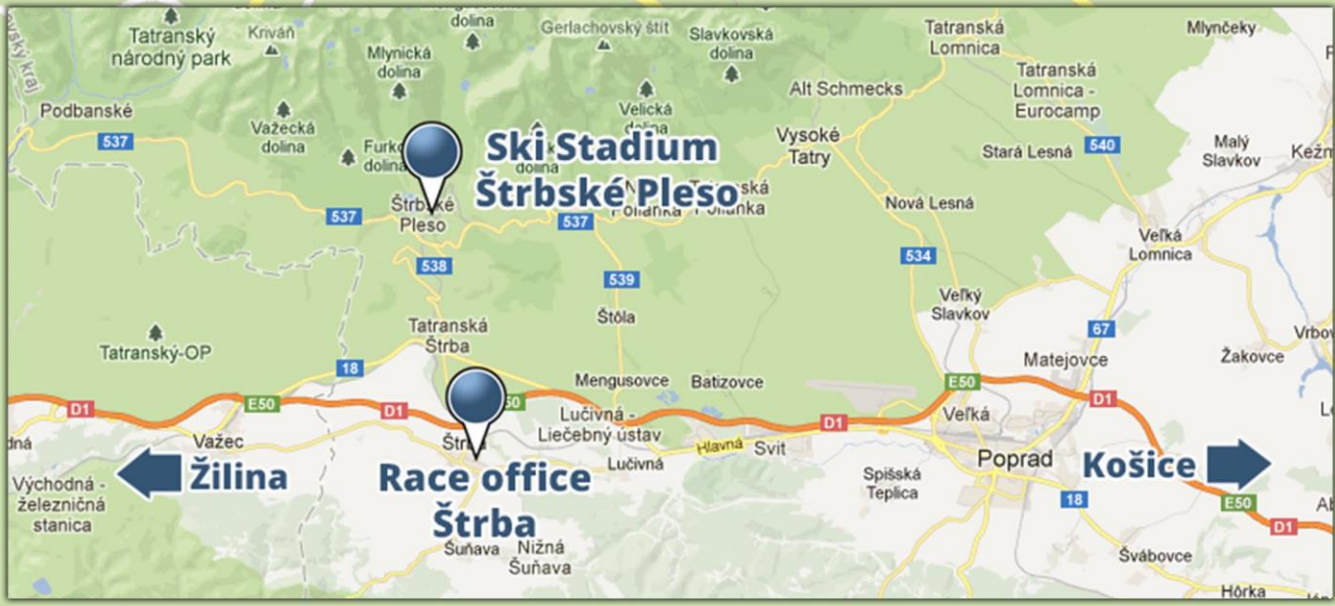 dolina
Tatranský
národný park
Kriváň
Mlynická
dolina
Gerlachovský štít
Slavkovská
dolina
Tatranská
Lomnica
Mlynčeky
Podbanské
537
Važecká
dolina
Velická
dolina
Alt Schmecks
Tatranská
Lomnica -
Eurocamp
Vysoké
Tatry
Stará Lesná
540
Malý
Slavkov
Ski Stadium
Štrbské Pleso
dolina
Štrbské
Pleso
537
537
Nová Lesná
Veľká
Lomnica
538
539
534
Štôla
Veľký
Slavkov
67
Tatranská
Štrba
Tatranský-OP
18
Mengusovce
Batizovce
E50
Matejovce
Žakovce
D1
E50
D1
50
Lučivná -
Liečebný ústav
D1
Veľká
D1
Važec
Hlavná
Svit
Lučivná
Poprad
Žilina
Race office
Štrba
Košice
Východná -
železničná
stanica
Spišská
Teplica
18
E50
D1
Šuňava
Nižná
Šuňava
Švábovce
Hôrka